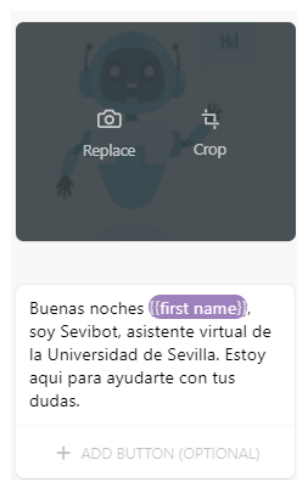 Hi!
Replace
Crop
Buenas noches {{first name}},
soy Sevibot, asistente virtual de
la Universidad de Sevilla. Estoy
aqui para ayudarte con tus
dudas.
+ ADD BUTTON (OPTIONAL)